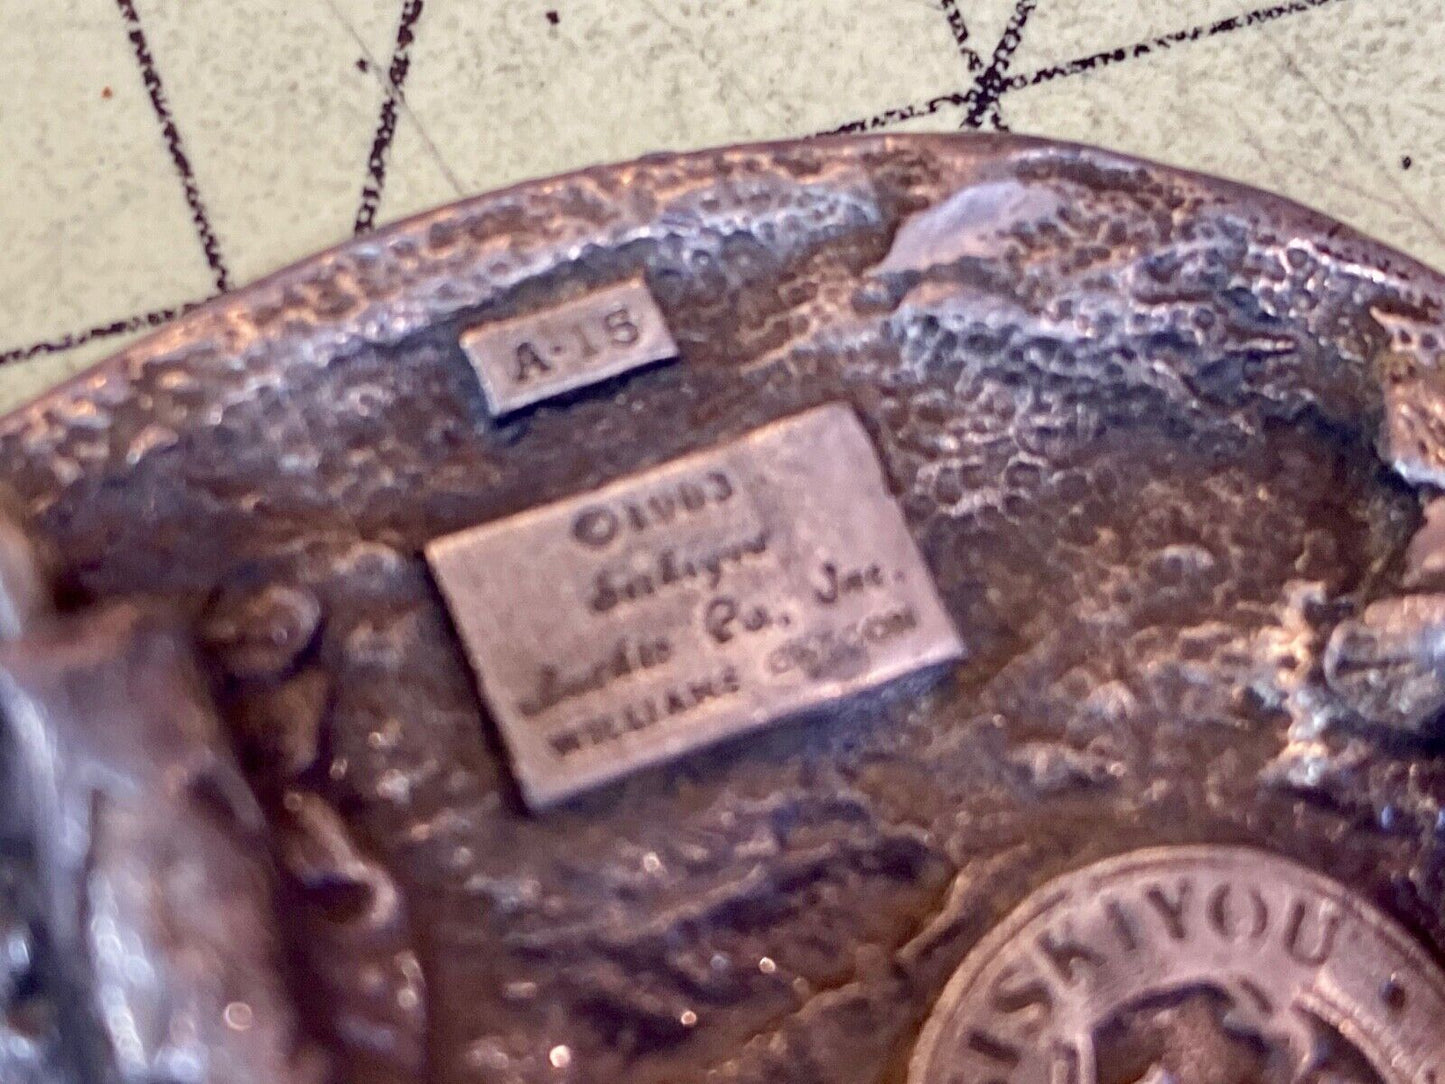 A-15
©1983
Siskiyou
Buckle Co., Inc.
WILLIAMS OREGON
SISKIYOU